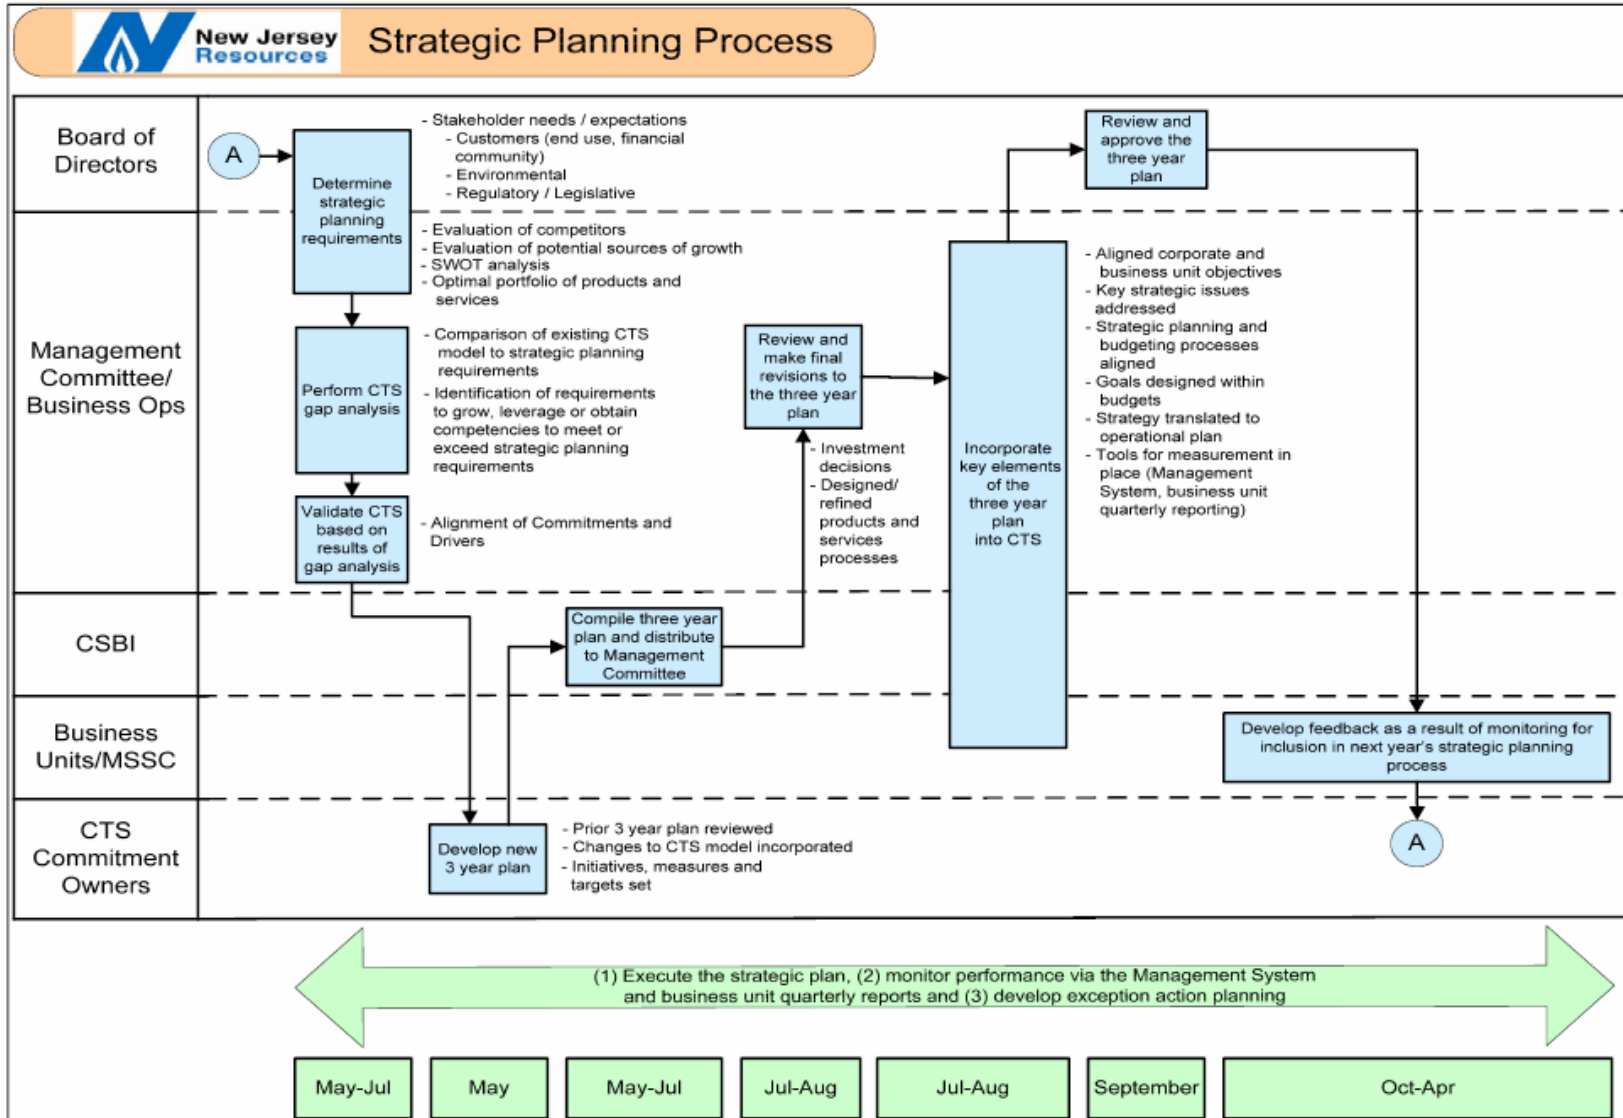 New Jersey
Resources
Strategic Planning Process
Board of
Directors
A
Determine
strategic
planning
requirements
- Stakeholder needs / expectations
- Customers (end use, financial
community)
- Environmental
- Regulatory / Legislative
Review and
approve the
three year
plan
Management
Committee/
Business Ops
- Evaluation of competitors
- Evaluation of potential sources of growth
- SWOT analysis
- Optimal portfolio of products and
services
Perform CTS
gap analysis
- Comparison of existing CTS
model to strategic planning
requirements
- Identification of requirements
to grow, leverage or obtain
competencies to meet or
exceed strategic planning
requirements
Validate CTS
based on
results of
gap analysis
- Alignment of Commitments and
Drivers
Review and
make final
revisions to
the three year
plan
- Investment
decisions
- Designed/
refined
products and
services
processes
Incorporate
key elements
of the
three year
plan
into CTS
- Aligned corporate and
business unit objectives
- Key strategic issues
addressed
- Strategic planning and
budgeting processes
aligned
- Goals designed within
budgets
- Strategy translated to
operational plan
- Tools for measurement in
place (Management
System, business unit
quarterly reporting)
CSBI
Compile three year
plan and distribute
to Management
Committee
Business
Units/MSSC
Develop feedback as a result of monitoring for
inclusion in next year's strategic planning
process
CTS
Commitment
Owners
Develop new
3 year plan
- Prior 3 year plan reviewed
- Changes to CTS model incorporated
- Initiatives, measures and
targets set
A
(1) Execute the strategic plan, (2) monitor performance via the Management System
and business unit quarterly reports and (3) develop exception action planning
May-Jul
May
May-Jul
Jul-Aug
Jul-Aug
September
Oct-Apr